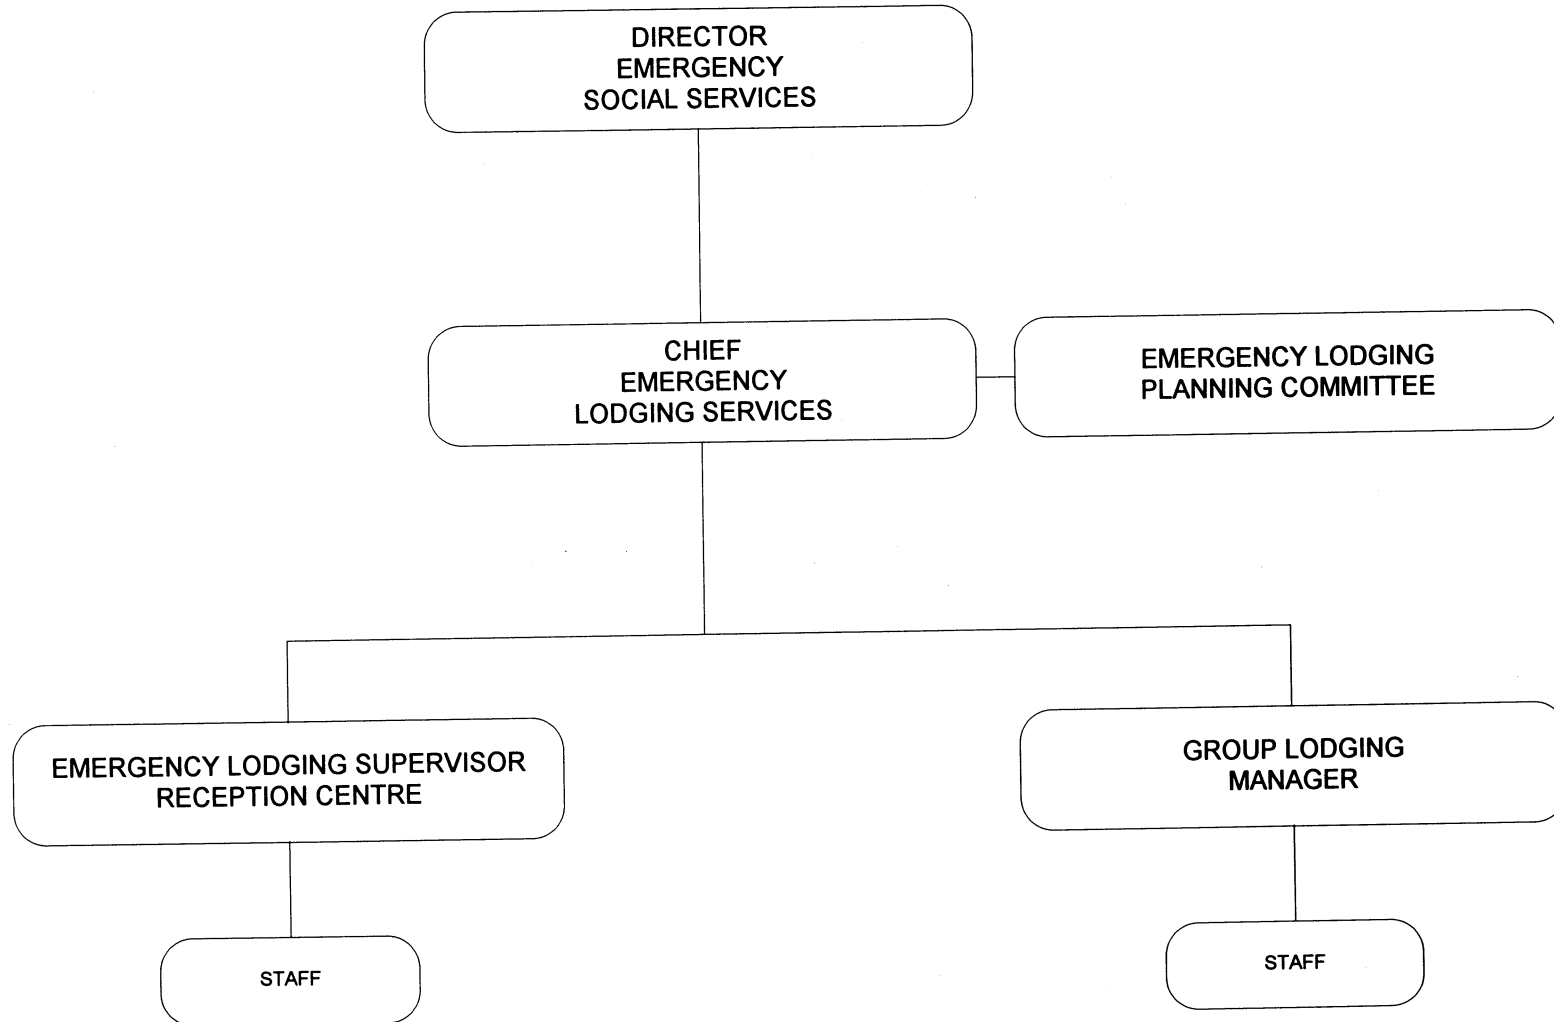 DIRECTOR
EMERGENCY
SOCIAL SERVICES
CHIEF
EMERGENCY
LODGING SERVICES
EMERGENCY LODGING
PLANNING COMMITTEE
EMERGENCY LODGING SUPERVISOR
RECEPTION CENTRE
GROUP LODGING
MANAGER
STAFF
STAFF